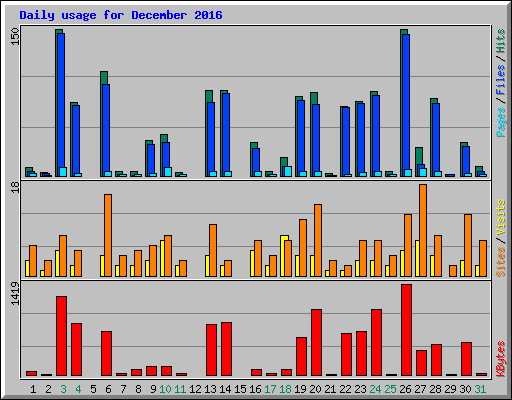 Daily usage for December 2016
150
Pages / Files / Hits
18
Sites / Visits
1419
KBytes
1 2 3 4 5 6 7 8 9 10 11 12 13 14 15 16 17 18 19 20 21 22 23 24 25 26 27 28 29 30 31